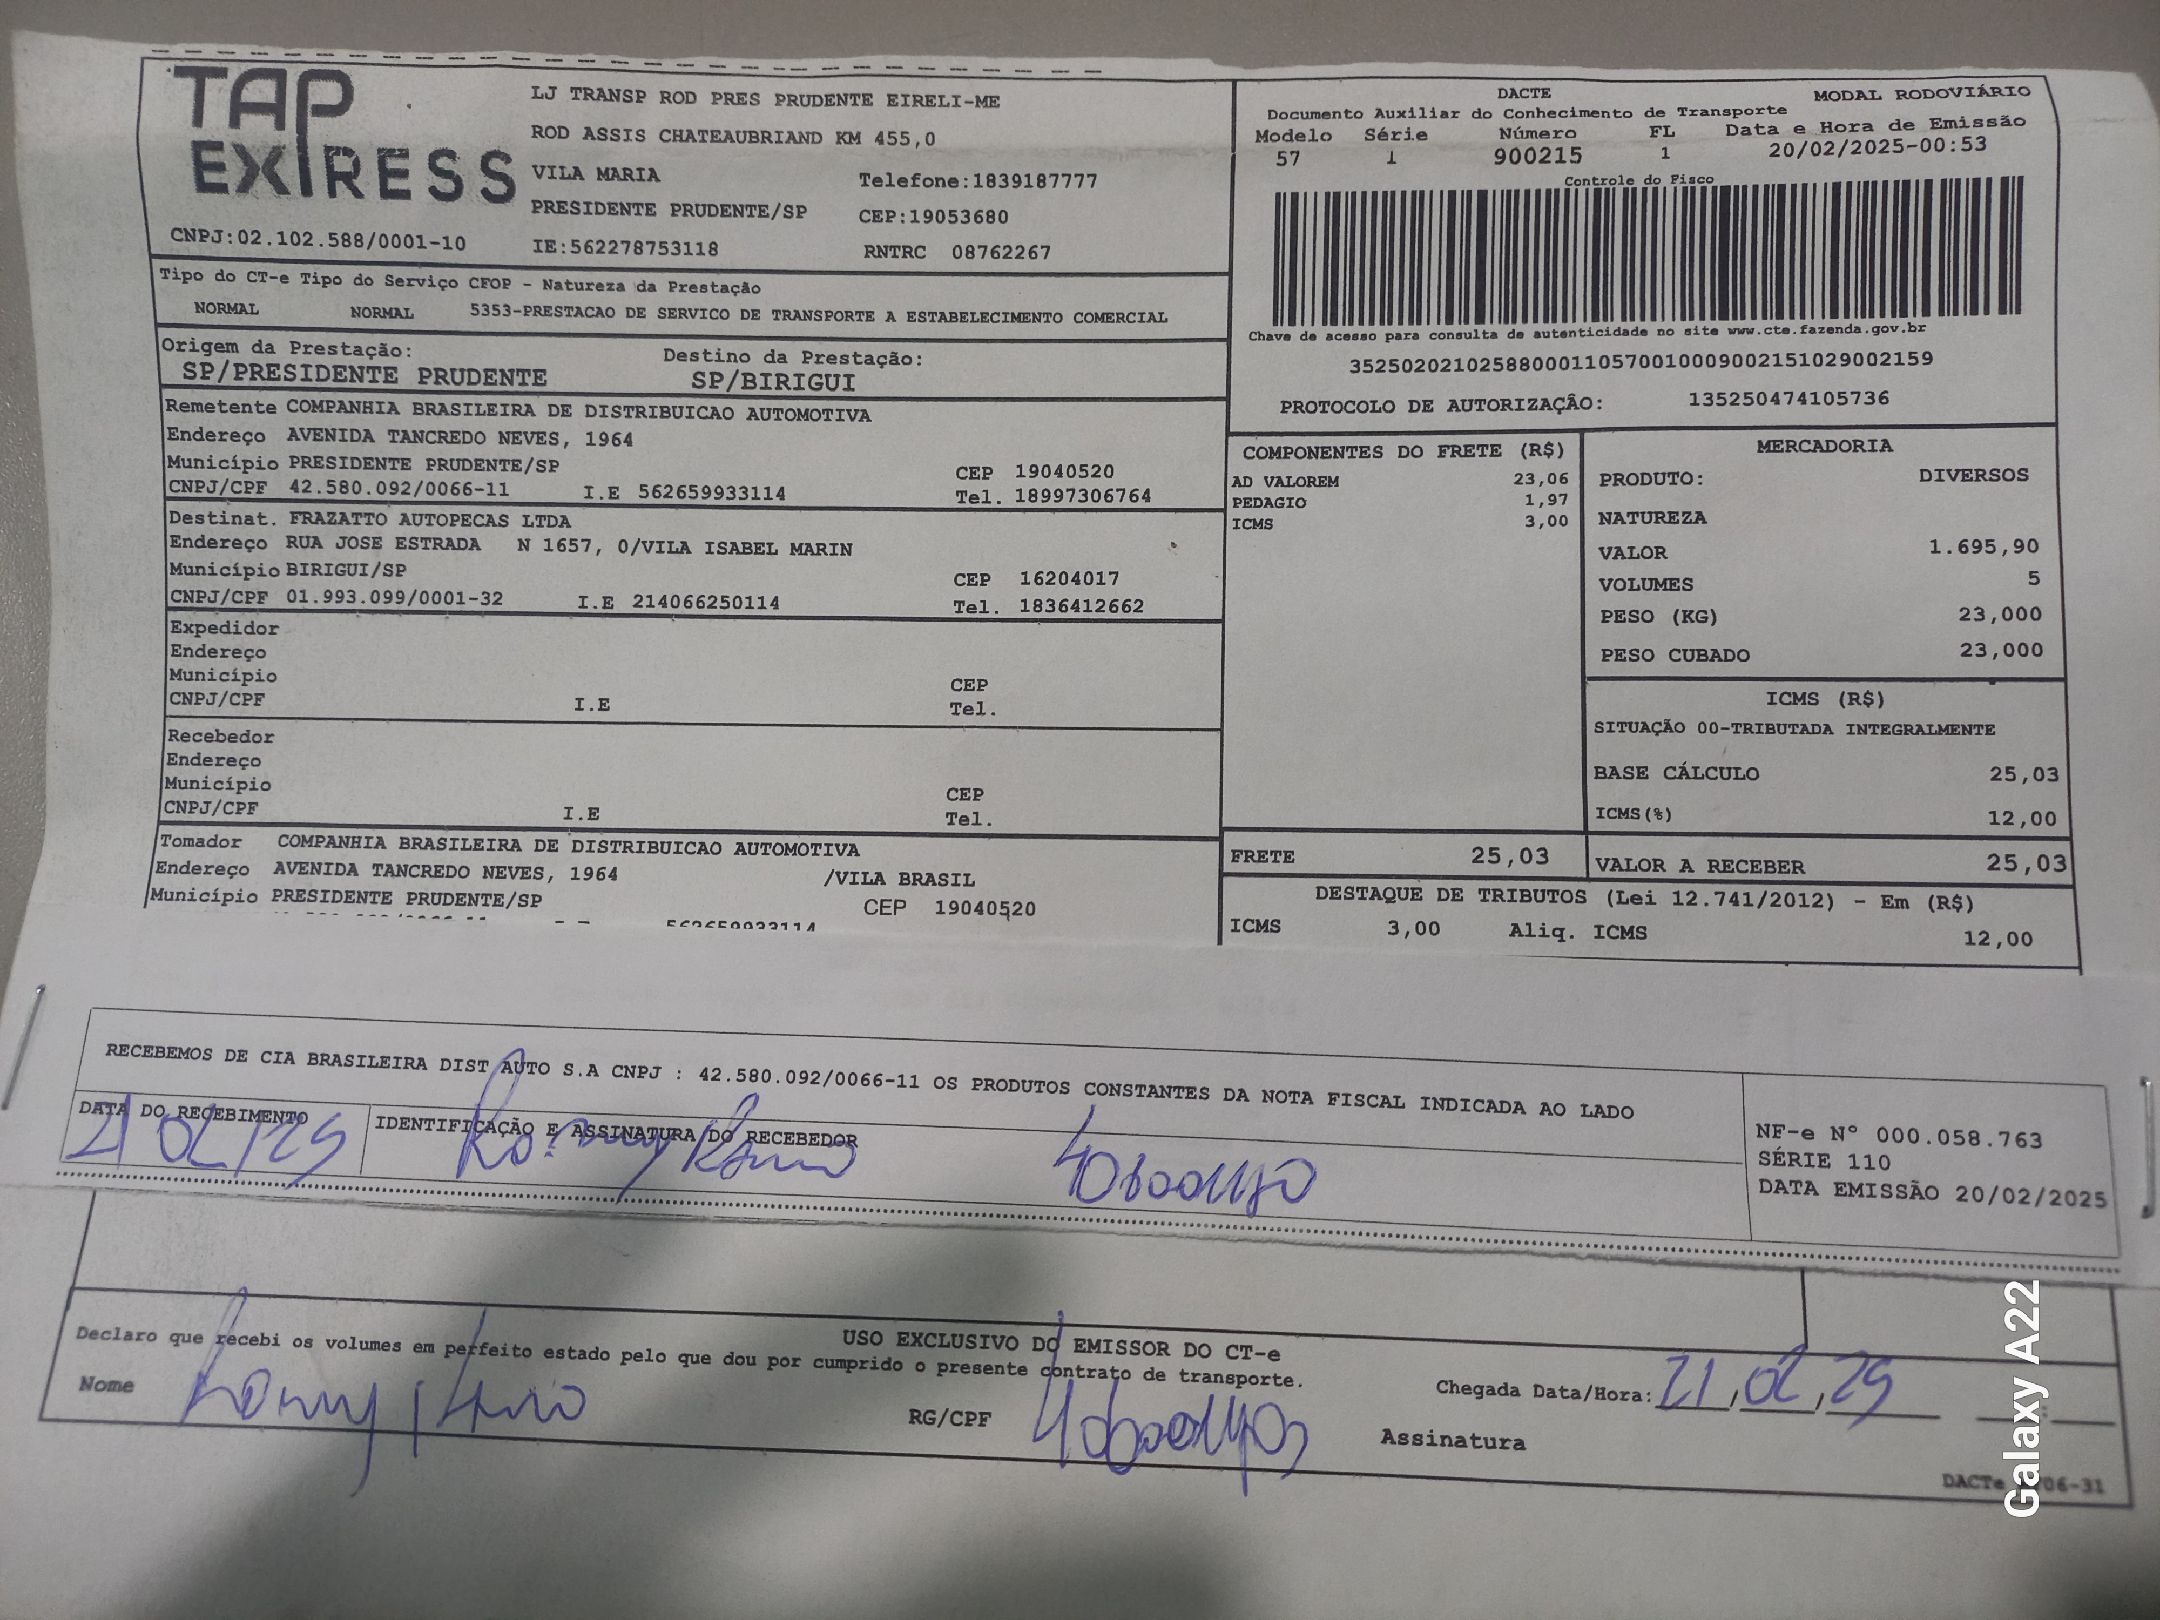 TAP
EXPRESS
CNPJ:02.102.588/0001-10
LJ TRANSP ROD PRES PRUDENTE EIRELI-ME
ROD ASSIS CHATEAUBRIAND KM 455,0
VILA MARIA Telefone:1839187777
PRESIDENTE PRUDENTE/SP CEP:19053680
IE:562278753118 RNTRC 08762267
DACTE MODAL RODOVIÁRIO
Documento Auxiliar do Conhecimento de Transporte
Modelo Série Número FL Data e Hora de Emissão
57 1 900215 1 20/02/2025-00:53
Controle do Fisco
Chave de acesso para consulta de autenticidade no site www.cte.fazenda.gov.br
35250202102588000110570010009002151029002159
PROTOCOLO DE AUTORIZAÇÃO: 135250474105736
Tipo do CT-e Tipo do Serviço CFOP - Natureza da Prestação
NORMAL NORMAL 5353-PRESTACAO DE SERVICO DE TRANSPORTE A ESTABELECIMENTO COMERCIAL
Origem da Prestação: Destino da Prestação:
SP/PRESIDENTE PRUDENTE SP/BIRIGUI
Remetente COMPANHIA BRASILEIRA DE DISTRIBUICAO AUTOMOTIVA
Endereço AVENIDA TANCREDO NEVES, 1964
Município PRESIDENTE PRUDENTE/SP CEP 19040520
CNPJ/CPF 42.580.092/0066-11 I.E 562659933114 Tel. 18997306764
Destinat. FRAZATTO AUTOPECAS LTDA
Endereço RUA JOSE ESTRADA N 1657, 0/VILA ISABEL MARIN
Município BIRIGUI/SP CEP 16204017
CNPJ/CPF 01.993.099/0001-32 I.E 214066250114 Tel. 1836412662
Expedidor
Endereço
Município CEP
CNPJ/CPF I.E Tel.
Recebedor
Endereço
Município CEP
CNPJ/CPF I.E Tel.
Tomador COMPANHIA BRASILEIRA DE DISTRIBUICAO AUTOMOTIVA
Endereço AVENIDA TANCREDO NEVES, 1964 /VILA BRASIL
Município PRESIDENTE PRUDENTE/SP CEP 19040520
562659933114
COMPONENTES DO FRETE (R$)
AD VALOREM 23,06
PEDAGIO 1,97
ICMS 3,00
FRETE 25,03
MERCADORIA
PRODUTO: DIVERSOS
NATUREZA
VALOR 1.695,90
VOLUMES 5
PESO (KG) 23,000
PESO CUBADO 23,000
ICMS (R$)
SITUAÇÃO 00-TRIBUTADA INTEGRALMENTE
BASE CÁLCULO 25,03
ICMS(%) 12,00
VALOR A RECEBER 25,03
DESTAQUE DE TRIBUTOS (Lei 12.741/2012) - Em (R$)
ICMS 3,00 Aliq. ICMS 12,00
RECEBEMOS DE CIA BRASILEIRA DIST AUTO S.A CNPJ : 42.580.092/0066-11 OS PRODUTOS CONSTANTES DA NOTA FISCAL INDICADA AO LADO
DATA DO RECEBIMENTO IDENTIFICAÇÃO E ASSINATURA DO RECEBEDOR
21/02/25
NF-e Nº 000.058.763
SÉRIE 110
DATA EMISSÃO 20/02/2025
USO EXCLUSIVO DO EMISSOR DO CT-e
Declaro que recebi os volumes em perfeito estado pelo que dou por cumprido o presente contrato de transporte.
Nome RG/CPF Chegada Data/Hora: 21/02/25
Assinatura
Galaxy A22